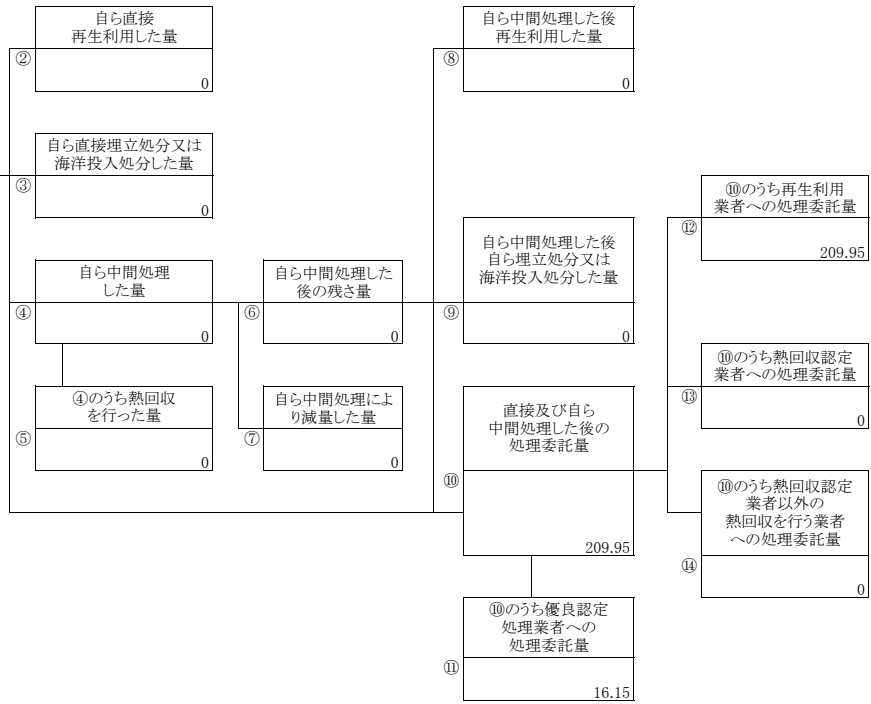 自ら直接
再生利用した量
②
0
自ら直接埋立処分又は
海洋投入処分した量
③
0
自ら中間処理
した量
④
0
④のうち熱回収
を行った量
⑤
0
自ら中間処理した
後の残さ量
⑥
0
自ら中間処理によ
り減量した量
⑦
0
自ら中間処理した後
再生利用した量
⑧
0
自ら中間処理した後
自ら埋立処分又は
海洋投入処分した量
⑨
0
直接及び自ら
中間処理した後の
処理委託量
⑩
209.95
⑩のうち優良認定
処理業者への
処理委託量
⑪
16.15
⑩のうち再生利用
業者への処理委託量
⑫
209.95
⑩のうち熱回収認定
業者への処理委託量
⑬
0
⑩のうち熱回収認定
業者以外の
熱回収を行う業者
への処理委託量
⑭
0